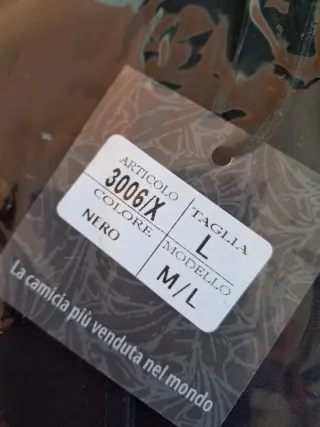 ARTICOLO
3006/X
TAGLIA
L
COLORE
NERO
MODELLO
M/L
La camicia più venduta nel mondo